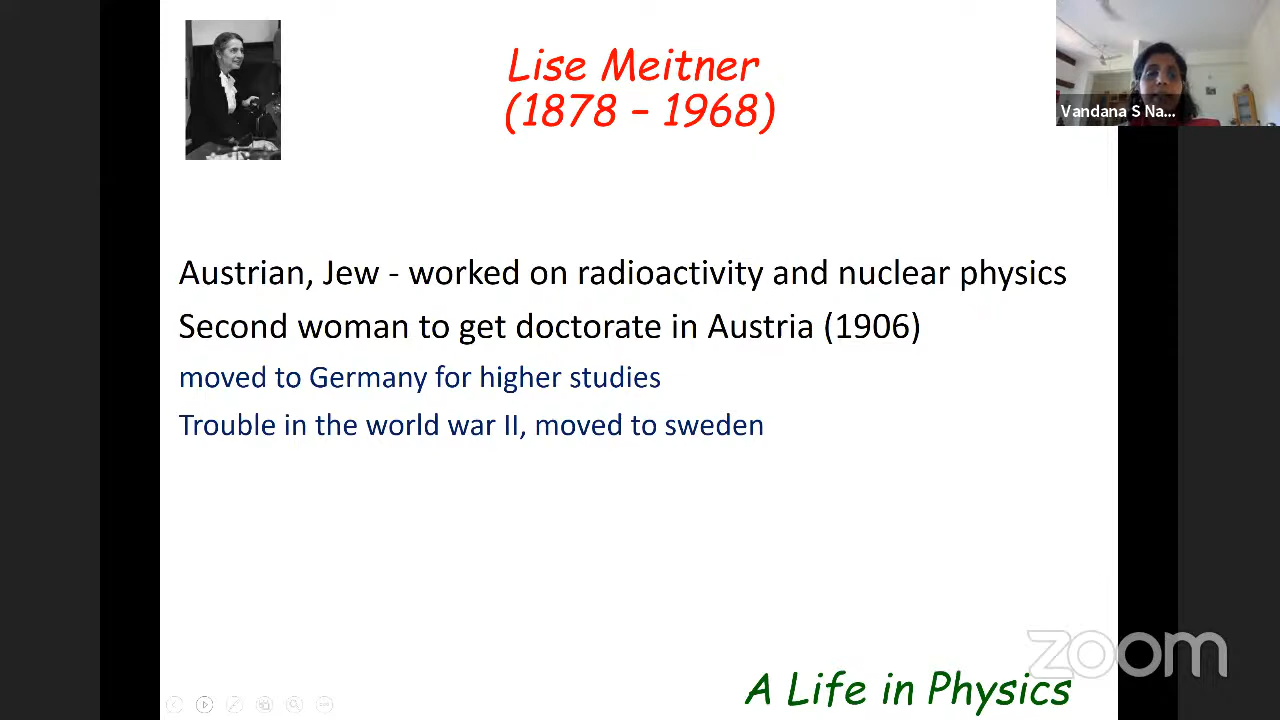 Lise Meitner
(1878 – 1968)
Vandana S Na...
Austrian, Jew - worked on radioactivity and nuclear physics
Second woman to get doctorate in Austria (1906)
moved to Germany for higher studies
Trouble in the world war II, moved to sweden
zoom
A Life in Physics